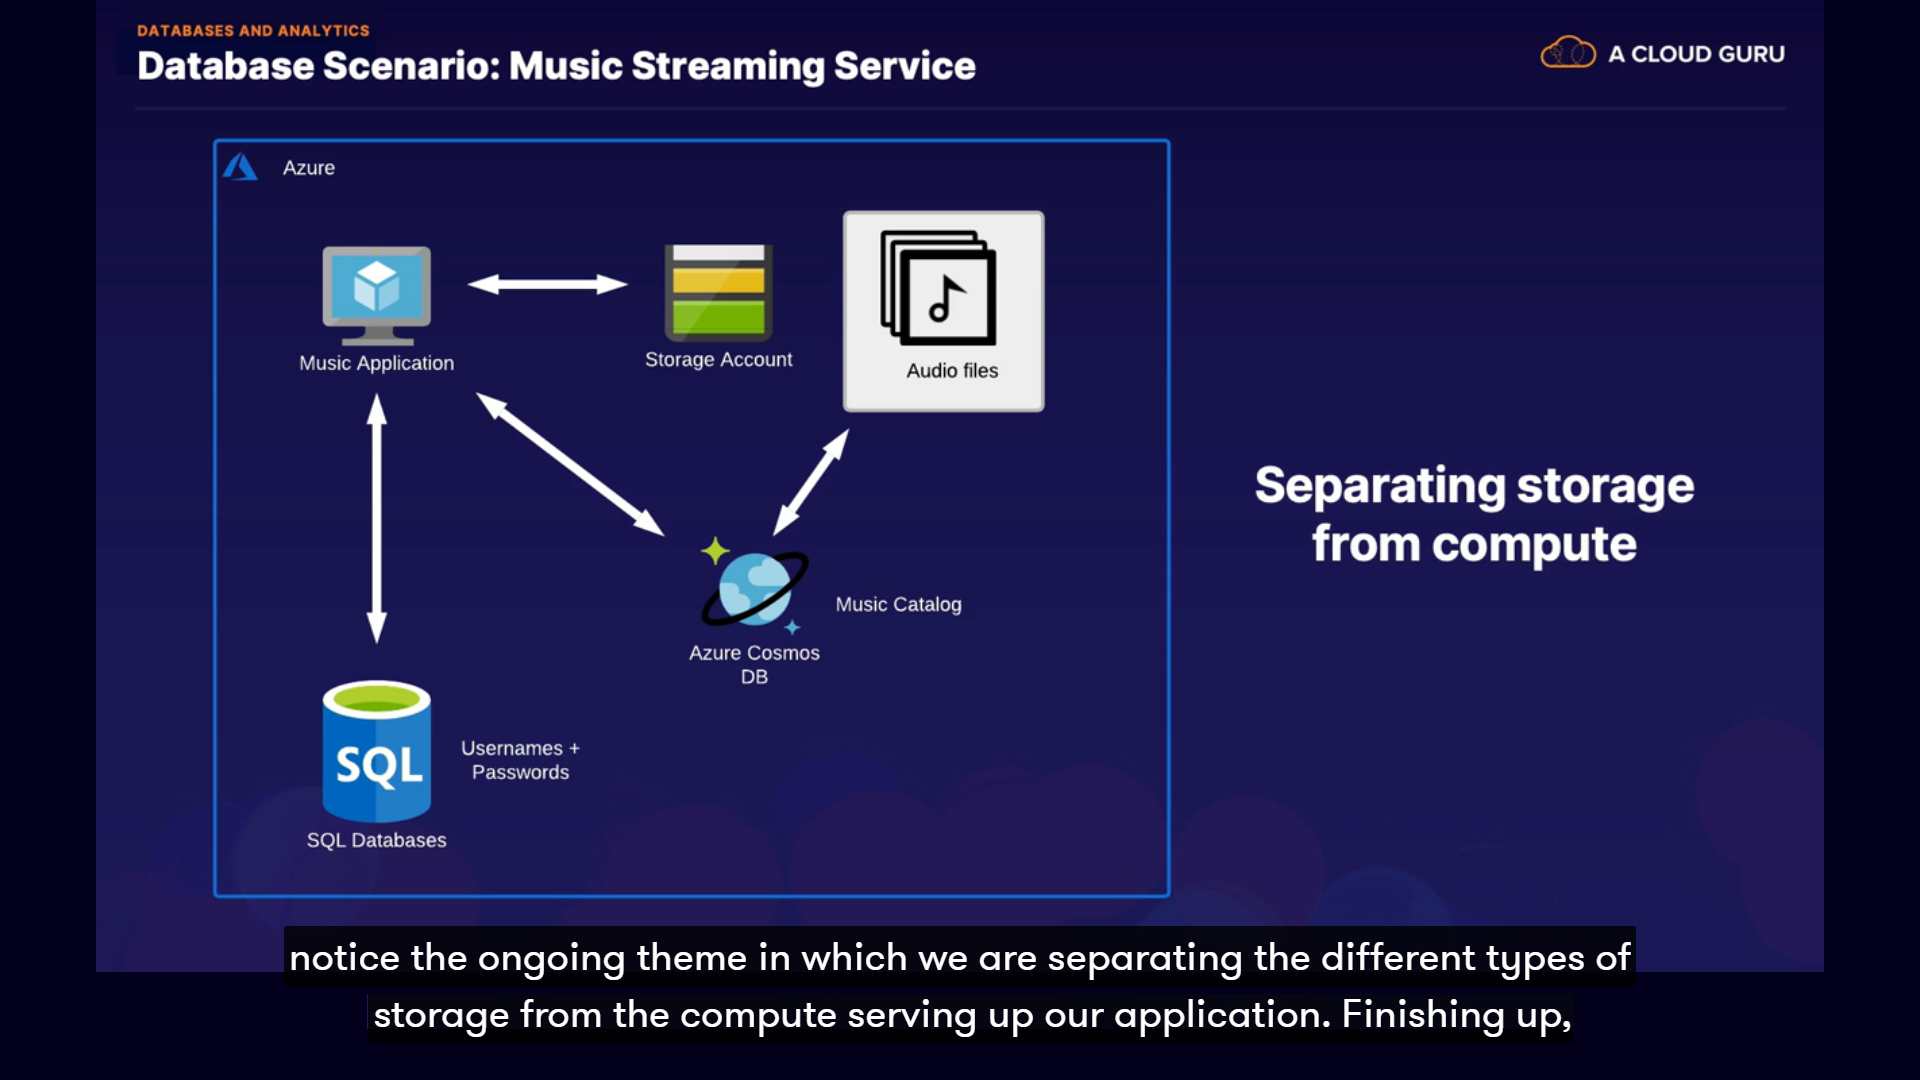 DATABASES AND ANALYTICS
Database Scenario: Music Streaming Service
A CLOUD GURU
Azure
Music Application
Storage Account
Audio files
Separating storage
from compute
Music Catalog
Azure Cosmos
DB
SQL
Usernames +
Passwords
SQL Databases
notice the ongoing theme in which we are separating the different types of
storage from the compute serving up our application. Finishing up,